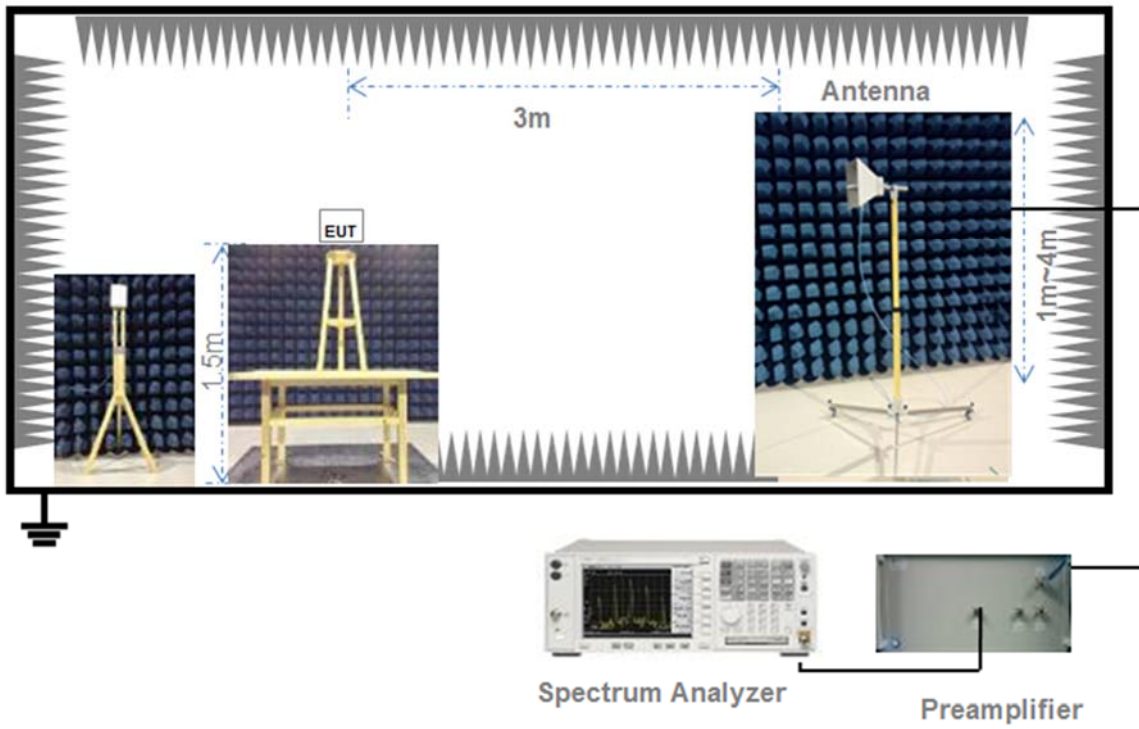 Antenna
3m
EUT
1.5m
1m~4m
Spectrum Analyzer
Preamplifier